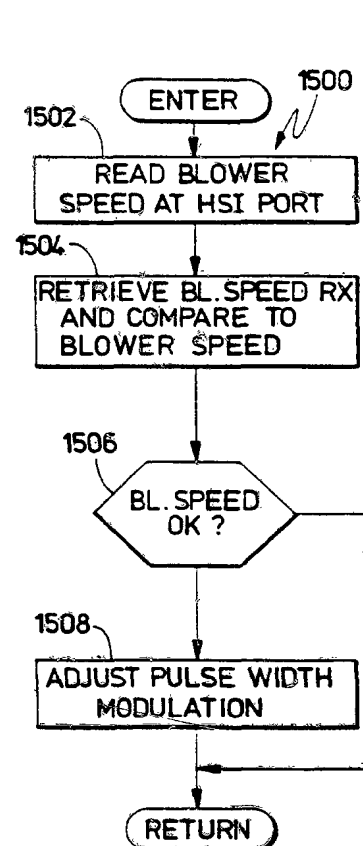 ENTER
1500
1502
READ BLOWER
SPEED AT HSI PORT
1504
RETRIEVE BL.SPEED RX
AND COMPARE TO
BLOWER SPEED
1506
BL.SPEED
OK ?
1508
ADJUST PULSE WIDTH
MODULATION
RETURN